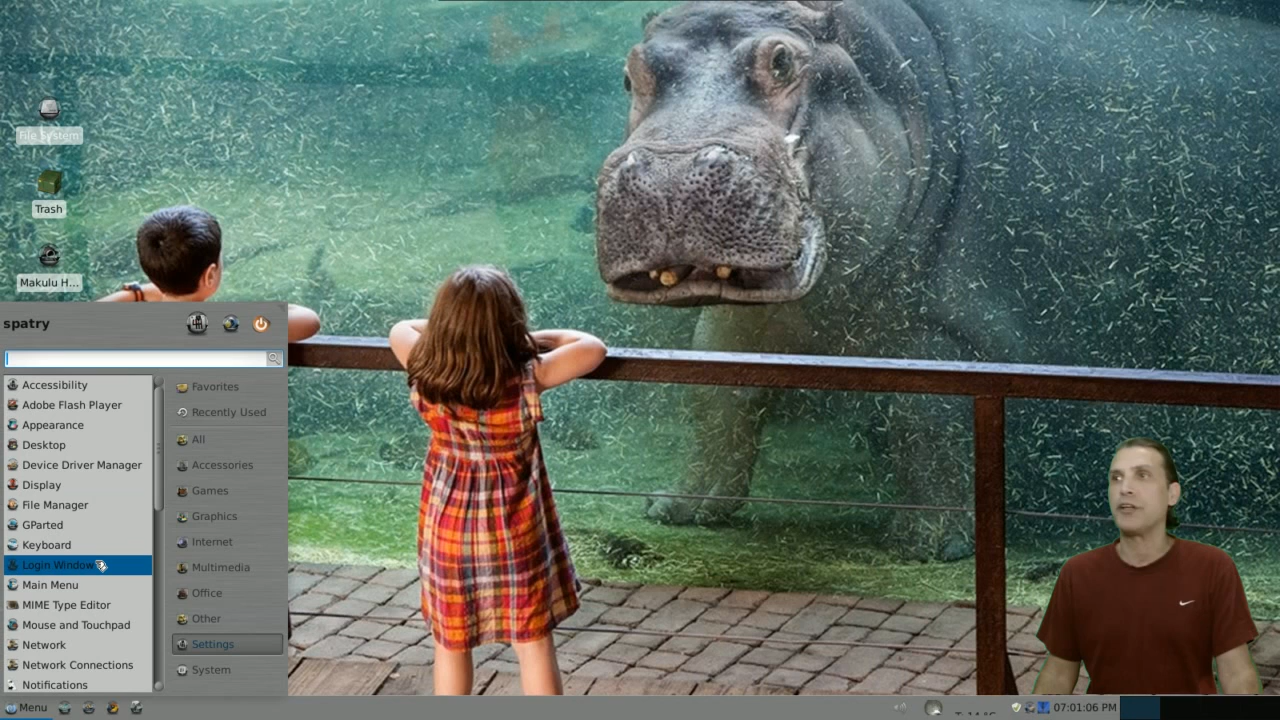 File System
Trash
Makulu H...
spatry
Accessibility
Adobe Flash Player
Appearance
Desktop
Device Driver Manager
Display
File Manager
GParted
Keyboard
Login Window
Main Menu
MIME Type Editor
Mouse and Touchpad
Network
Network Connections
Notifications
Favorites
Recently Used
All
Accessories
Games
Graphics
Internet
Multimedia
Office
Other
Settings
System
Menu
07:01:06 PM